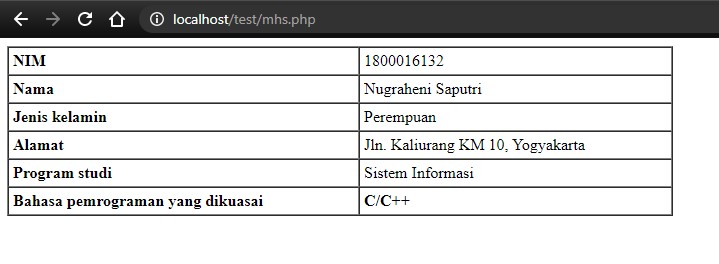 localhost/test/mhs.php
NIM 1800016132
Nama Nugraheni Saputri
Jenis kelamin Perempuan
Alamat Jln. Kaliurang KM 10, Yogyakarta
Program studi Sistem Informasi
Bahasa pemrograman yang dikuasai C/C++